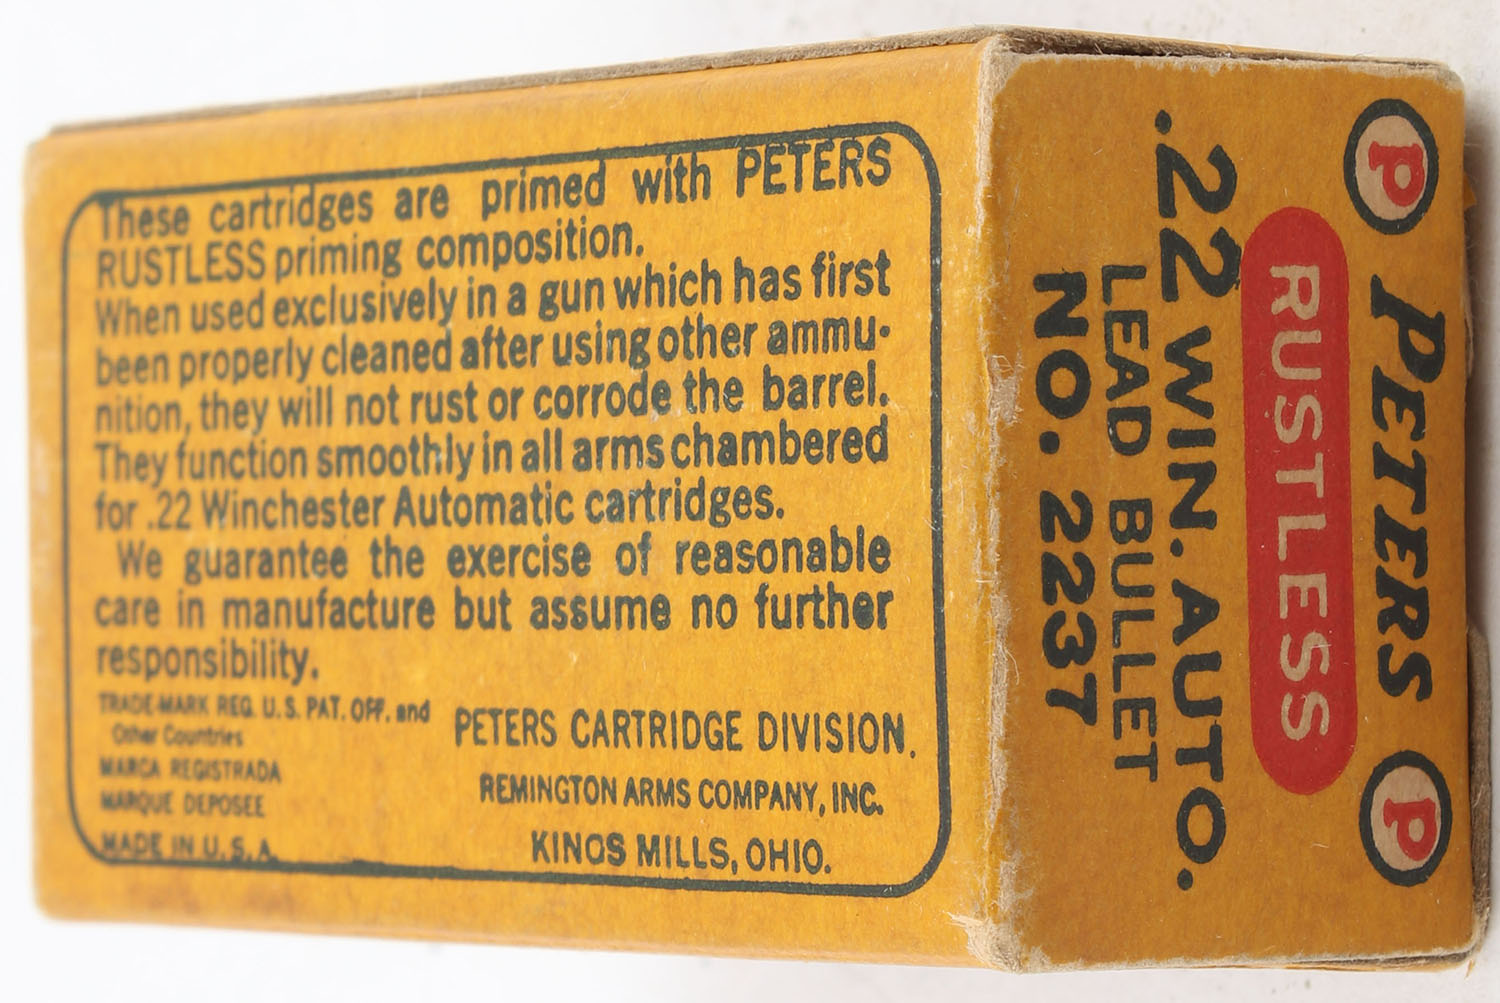 These cartridges are primed with PETERS
RUSTLESS priming composition.
When used exclusively in a gun which has first
been properly cleaned after using other ammu-
nition, they will not rust or corrode the barrel.
They function smoothly in all arms chambered
for .22 Winchester Automatic cartridges.
We guarantee the exercise of reasonable
care in manufacture but assume no further
responsibility.
TRADE-MARK REG. U.S. PAT. OFF. and
Other Countries
MARCA REGISTRADA
MARQUE DEPOSEE
MADE IN U.S.A.
PETERS CARTRIDGE DIVISION.
REMINGTON ARMS COMPANY, INC.
KINGS MILLS, OHIO.
P PETERS P
RUSTLESS
.22 WIN. AUTO.
LEAD BULLET
NO. 2237